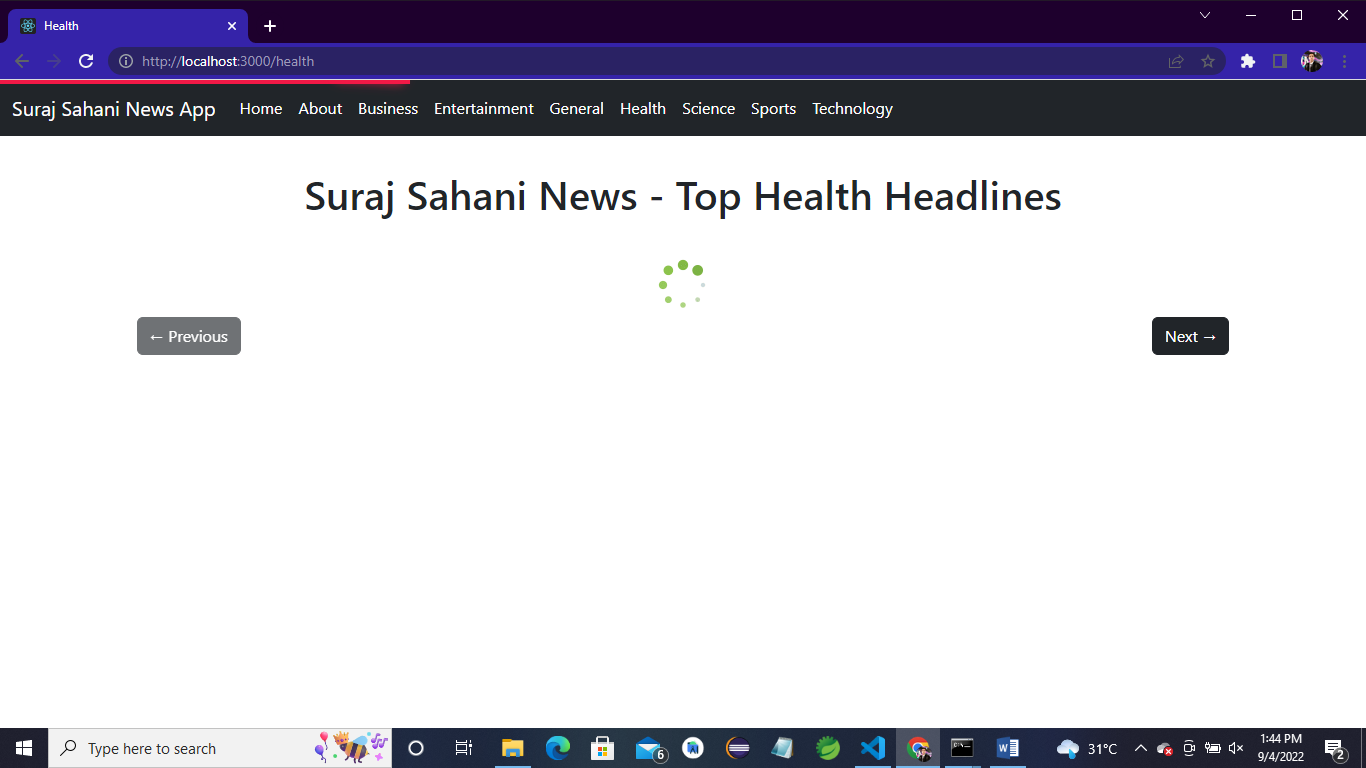 Health
http://localhost:3000/health
Suraj Sahani News App Home About Business Entertainment General Health Science Sports Technology
Suraj Sahani News - Top Health Headlines
← Previous Next →
Type here to search 6 31°C 1:44 PM
9/4/2022 2